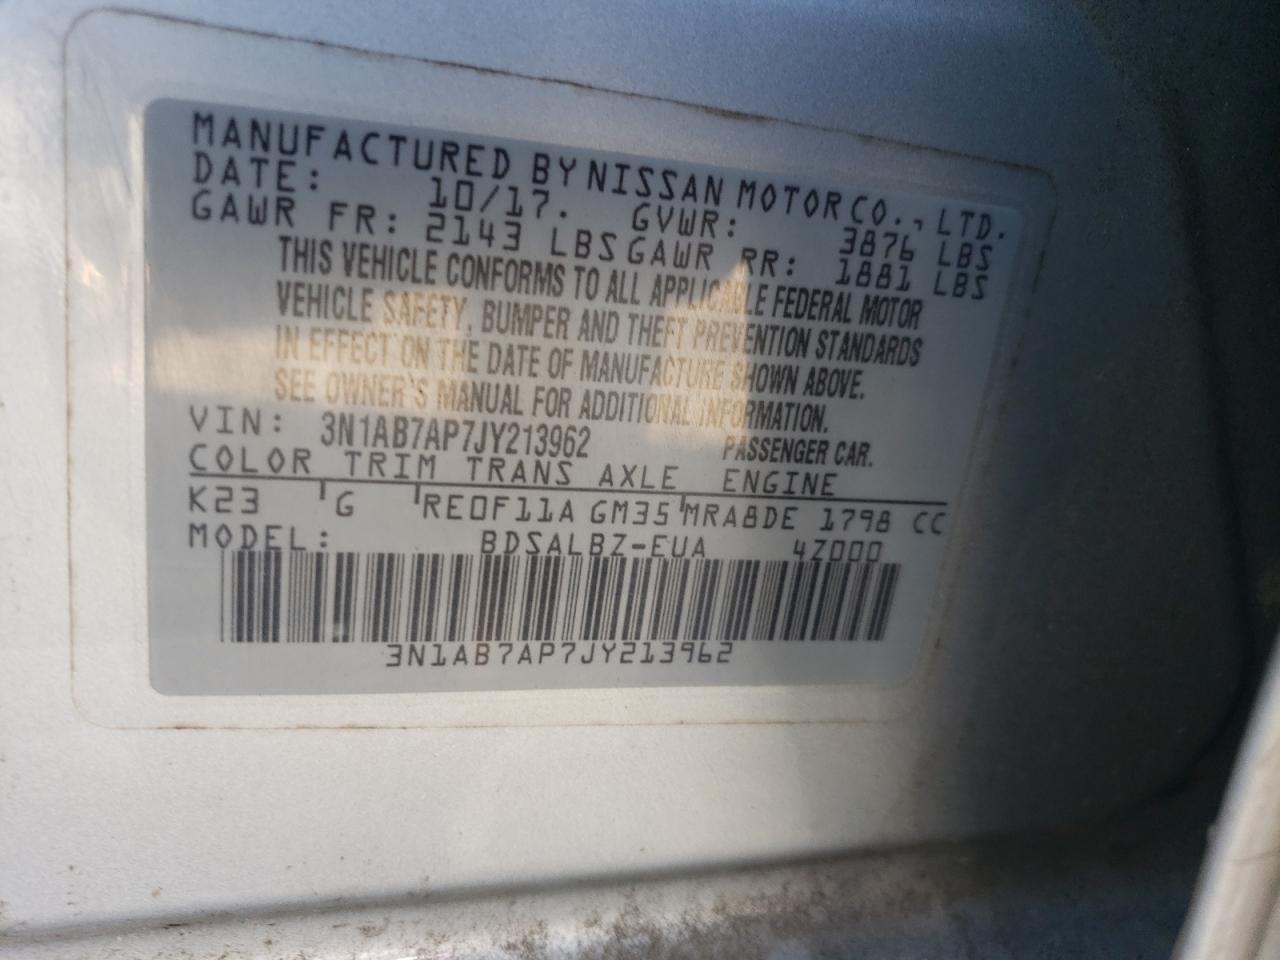 MANUFACTURED BY NISSAN MOTOR CO., LTD.
DATE: 10/17. GVWR: 3876 LBS
GAWR FR: 2143 LBS GAWR RR: 1881 LBS
THIS VEHICLE CONFORMS TO ALL APPLICABLE FEDERAL MOTOR
VEHICLE SAFETY, BUMPER AND THEFT PREVENTION STANDARDS
IN EFFECT ON THE DATE OF MANUFACTURE SHOWN ABOVE.
SEE OWNER'S MANUAL FOR ADDITIONAL INFORMATION.
VIN: 3N1AB7AP7JY213962 PASSENGER CAR.
COLOR TRIM TRANS AXLE ENGINE
K23 G RE0F11A GM35 MRA8DE 1798 CC
MODEL: BDSALBZ-EUA 4Z000
3N1AB7AP7JY213962